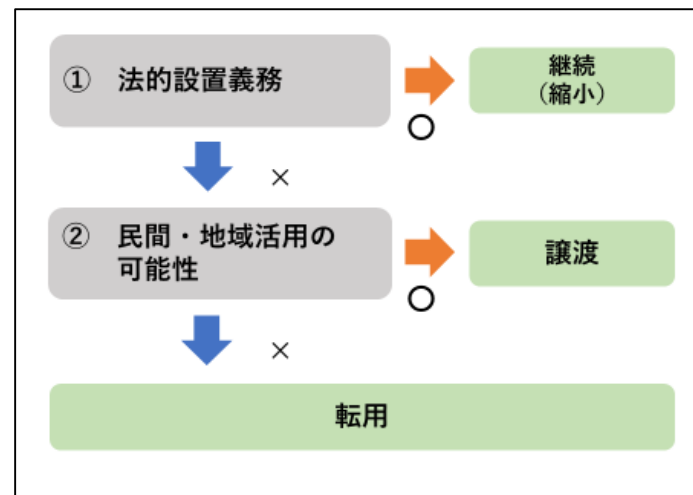 ① 法的設置義務
継続
（縮小）
○
×
② 民間・地域活用の
可能性
譲渡
○
×
転用